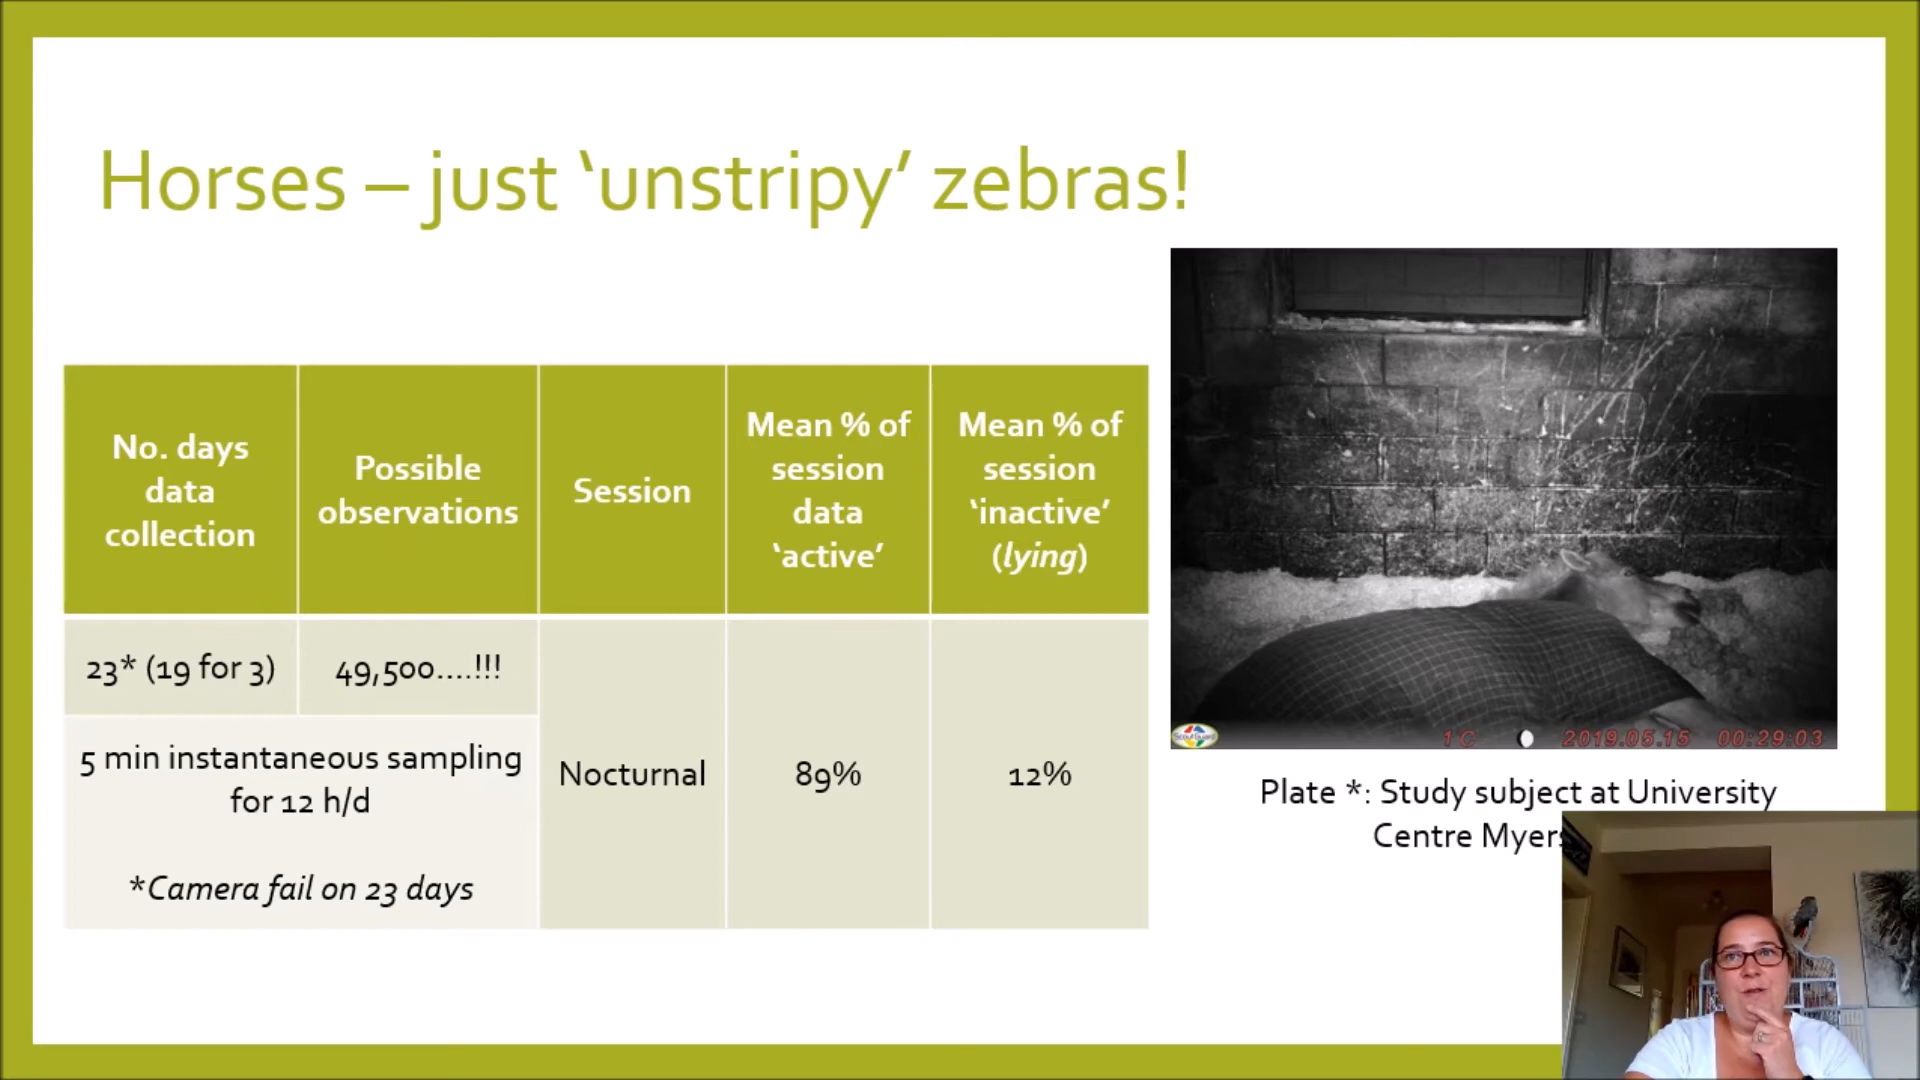 Horses – just ‘unstripy’ zebras!
No. days
data
collection
Possible
observations
Session
Mean % of
session
data
‘active’
Mean % of
session
‘inactive’
(lying)
23* (19 for 3)
49,500....!!!
5 min instantaneous sampling
for 12 h/d
*Camera fail on 23 days
Nocturnal
89%
12%
ScoutGuard
1C 2019.05.15 00:29:03
Plate *: Study subject at University
Centre Myers